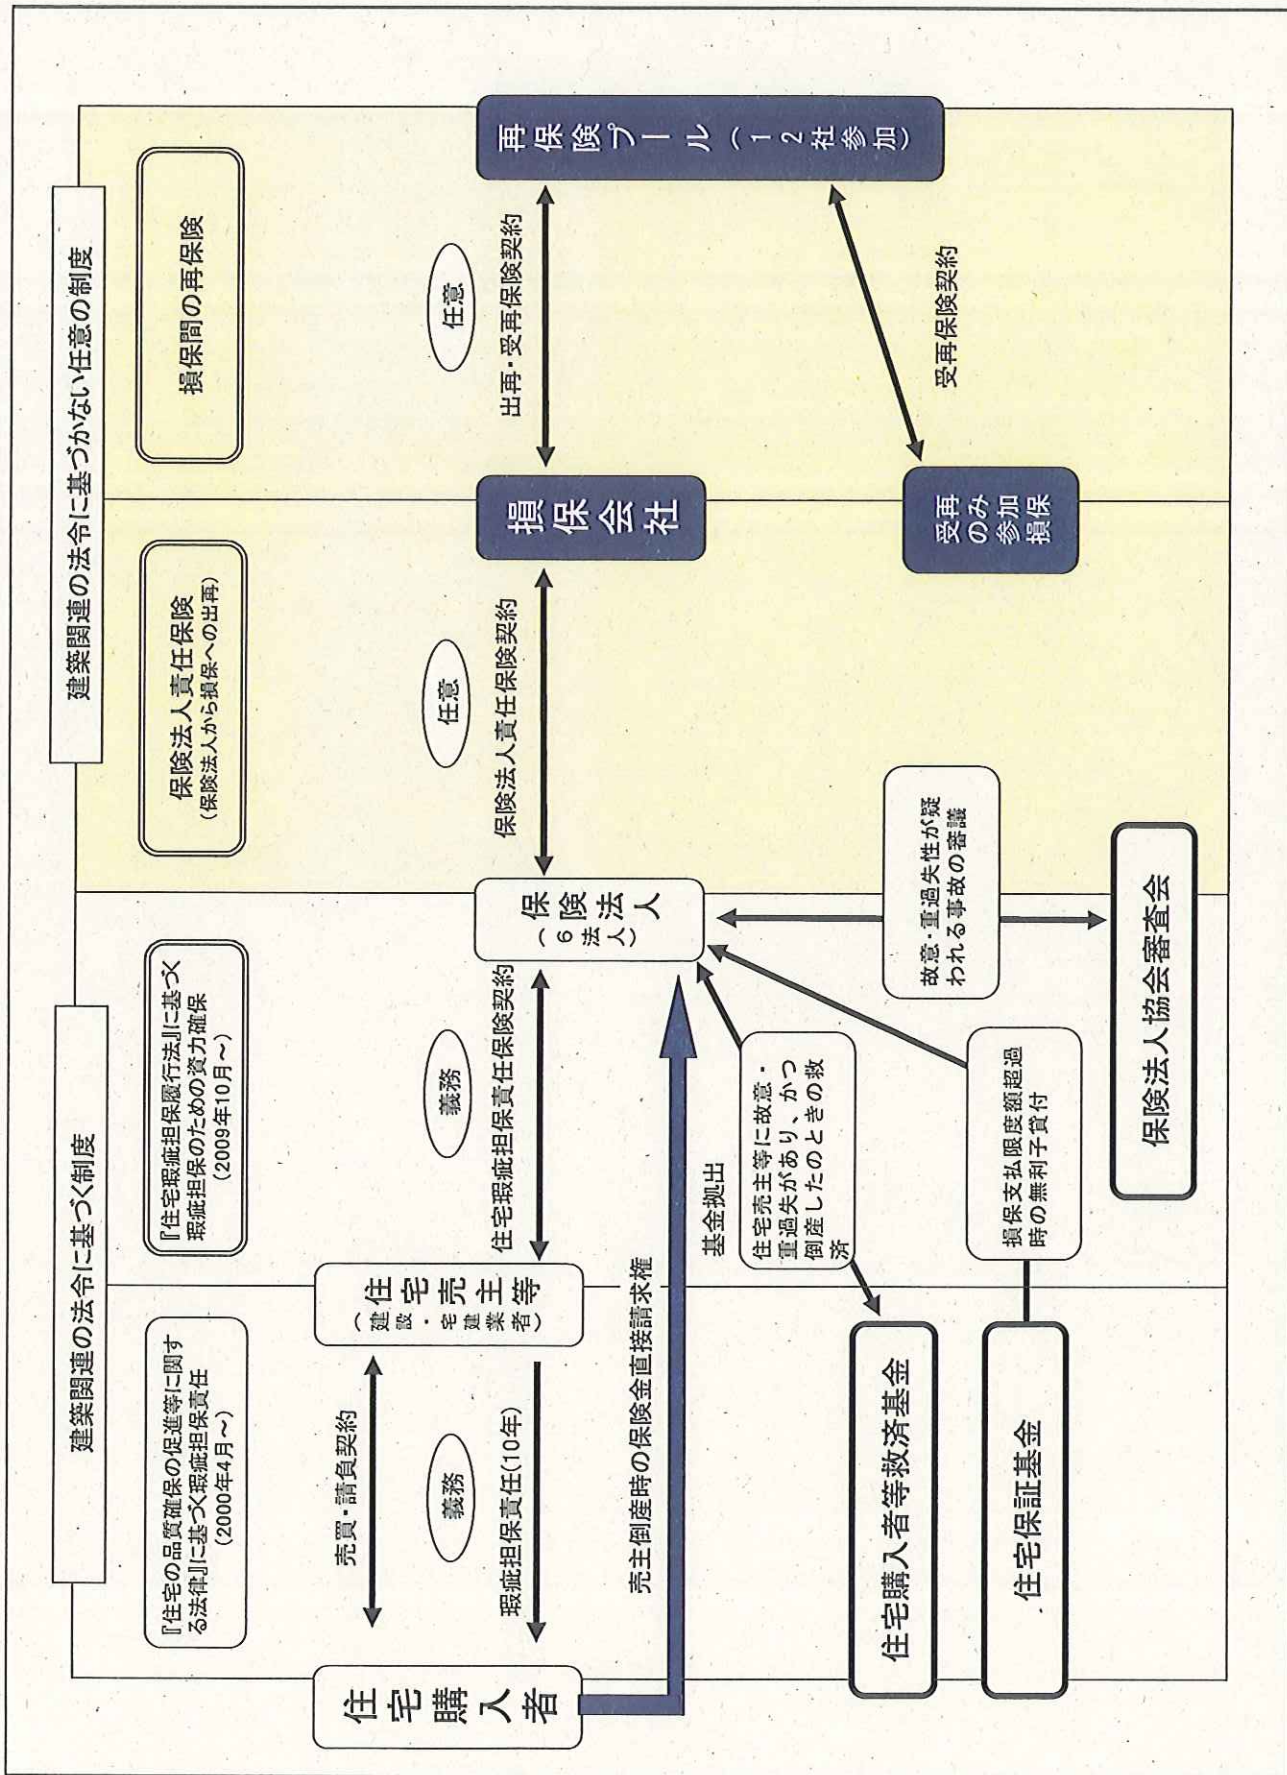 建築関連の法令に基づく制度
建築関連の法令に基づかない任意の制度
『住宅の品質確保の促進等に関す
る法律』に基づく瑕疵担保責任
(2000年4月～)
『住宅瑕疵担保履行法』に基づく
瑕疵担保のための資力確保
(2009年10月～)
保険法人責任保険
(保険法人から損保への出再)
損保間の再保険
住宅購入者
売買・請負契約
義務
瑕疵担保責任(10年)
住宅売主等
(建設・宅建業者)
義務
住宅瑕疵担保責任保険契約
保険法人
(6法人)
任意
保険法人責任保険契約
損保会社
任意
出再・受再保険契約
再保険プール(12社参加)
売主倒産時の保険金直接請求権
基金拠出
住宅売主等に故意・
重過失があり、かつ
倒産したのときの救
済
住宅購入者等救済基金
住宅保証基金
損保支払限度額超過
時の無利子貸付
故意・重過失性が疑
われる事故の審議
保険法人協会審査会
受再
のみ
参加
損保
受再保険契約